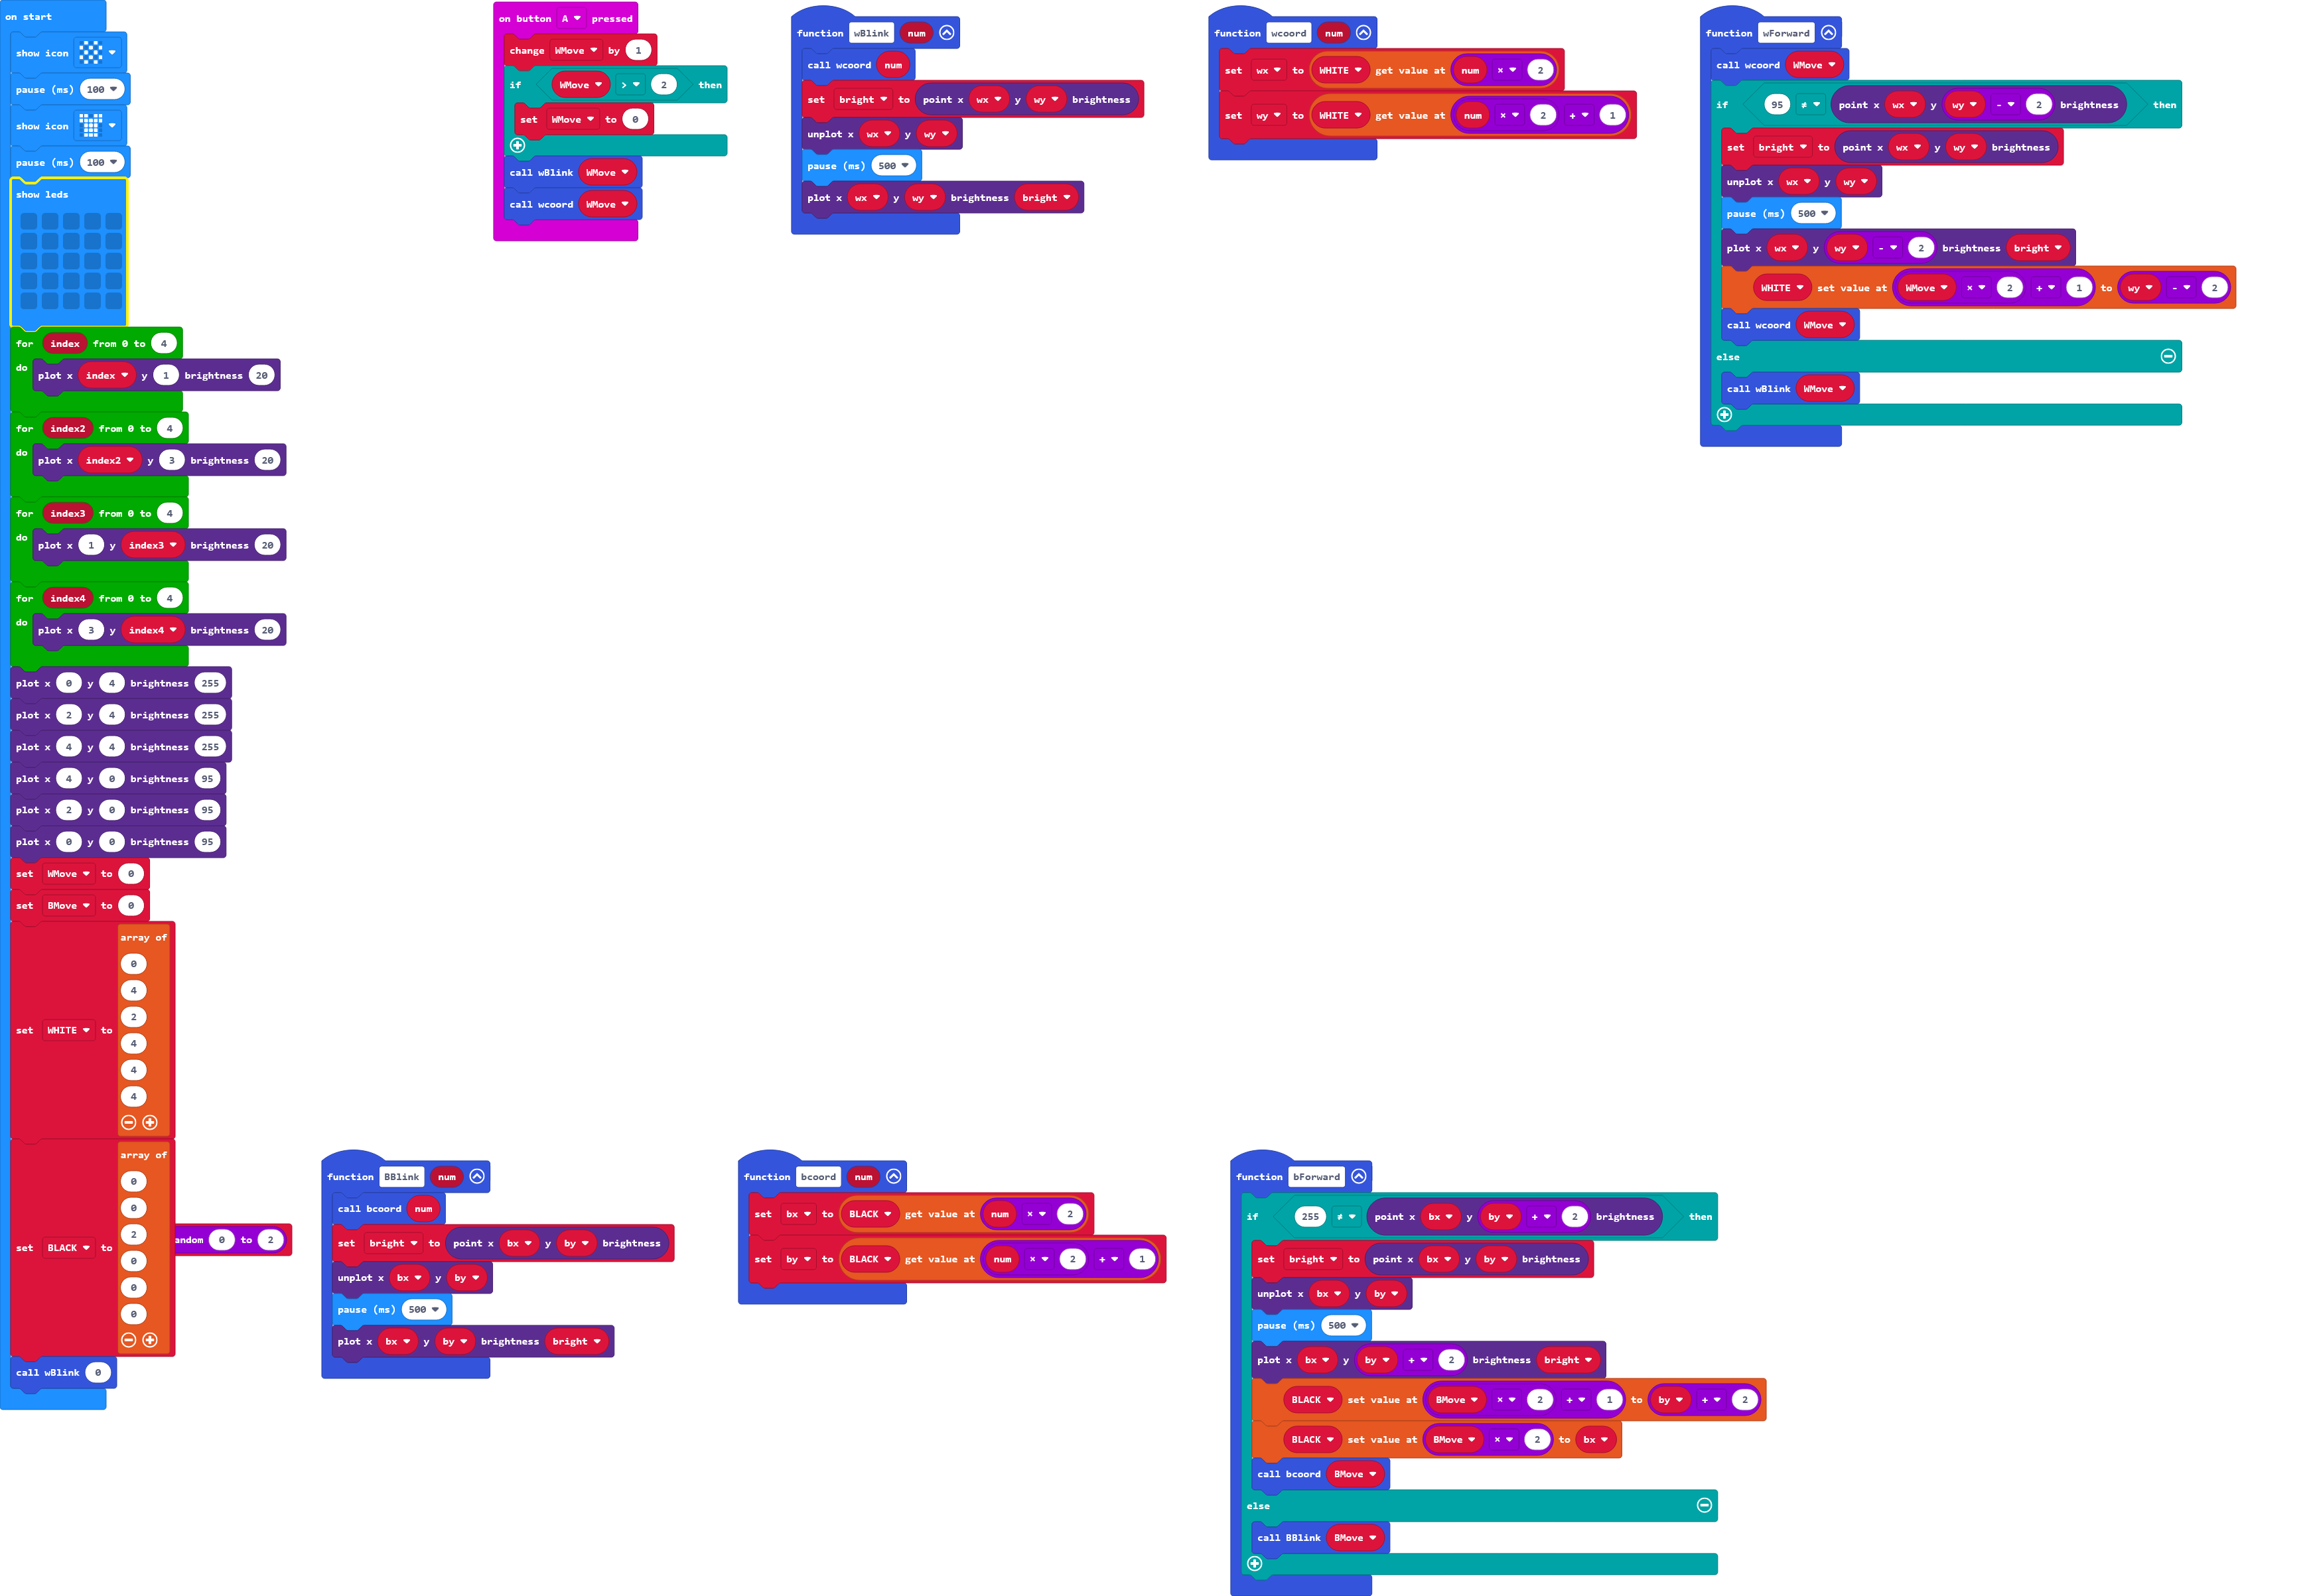 on start
show icon
pause (ms) 100
show icon
pause (ms) 100
show leds
for index from 0 to 4
do plot x index y 1 brightness 20
for index2 from 0 to 4
do plot x index2 y 3 brightness 20
for index3 from 0 to 4
do plot x 1 y index3 brightness 20
for index4 from 0 to 4
do plot x 3 y index4 brightness 20
plot x 0 y 4 brightness 255
plot x 2 y 4 brightness 255
plot x 4 y 4 brightness 255
plot x 4 y 0 brightness 95
plot x 2 y 0 brightness 95
plot x 0 y 0 brightness 95
set WMove to 0
set BMove to 0
set WHITE to array of
0
4
2
4
4
4
set BLACK to array of
0
0
2
0
0
0
andom 0 to 2
call wBlink 0
on button A pressed
change WMove by 1
if WMove > 2 then
set WMove to 0
call wBlink WMove
call wcoord WMove
function wBlink num
call wcoord num
set bright to point x wx y wy brightness
unplot x wx y wy
pause (ms) 500
plot x wx y wy brightness bright
function wcoord num
set wx to WHITE get value at num × 2
set wy to WHITE get value at num × 2 + 1
function wForward
call wcoord WMove
if 95 ≠ point x wx y wy - 2 brightness then
set bright to point x wx y wy brightness
unplot x wx y wy
pause (ms) 500
plot x wx y wy - 2 brightness bright
WHITE set value at WMove × 2 + 1 to wy - 2
call wcoord WMove
else
call wBlink WMove
function BBlink num
call bcoord num
set bright to point x bx y by brightness
unplot x bx y by
pause (ms) 500
plot x bx y by brightness bright
function bcoord num
set bx to BLACK get value at num × 2
set by to BLACK get value at num × 2 + 1
function bForward
if 255 ≠ point x bx y by + 2 brightness then
set bright to point x bx y by brightness
unplot x bx y by
pause (ms) 500
plot x bx y by + 2 brightness bright
BLACK set value at BMove × 2 + 1 to by + 2
BLACK set value at BMove × 2 to bx
call bcoord BMove
else
call BBlink BMove